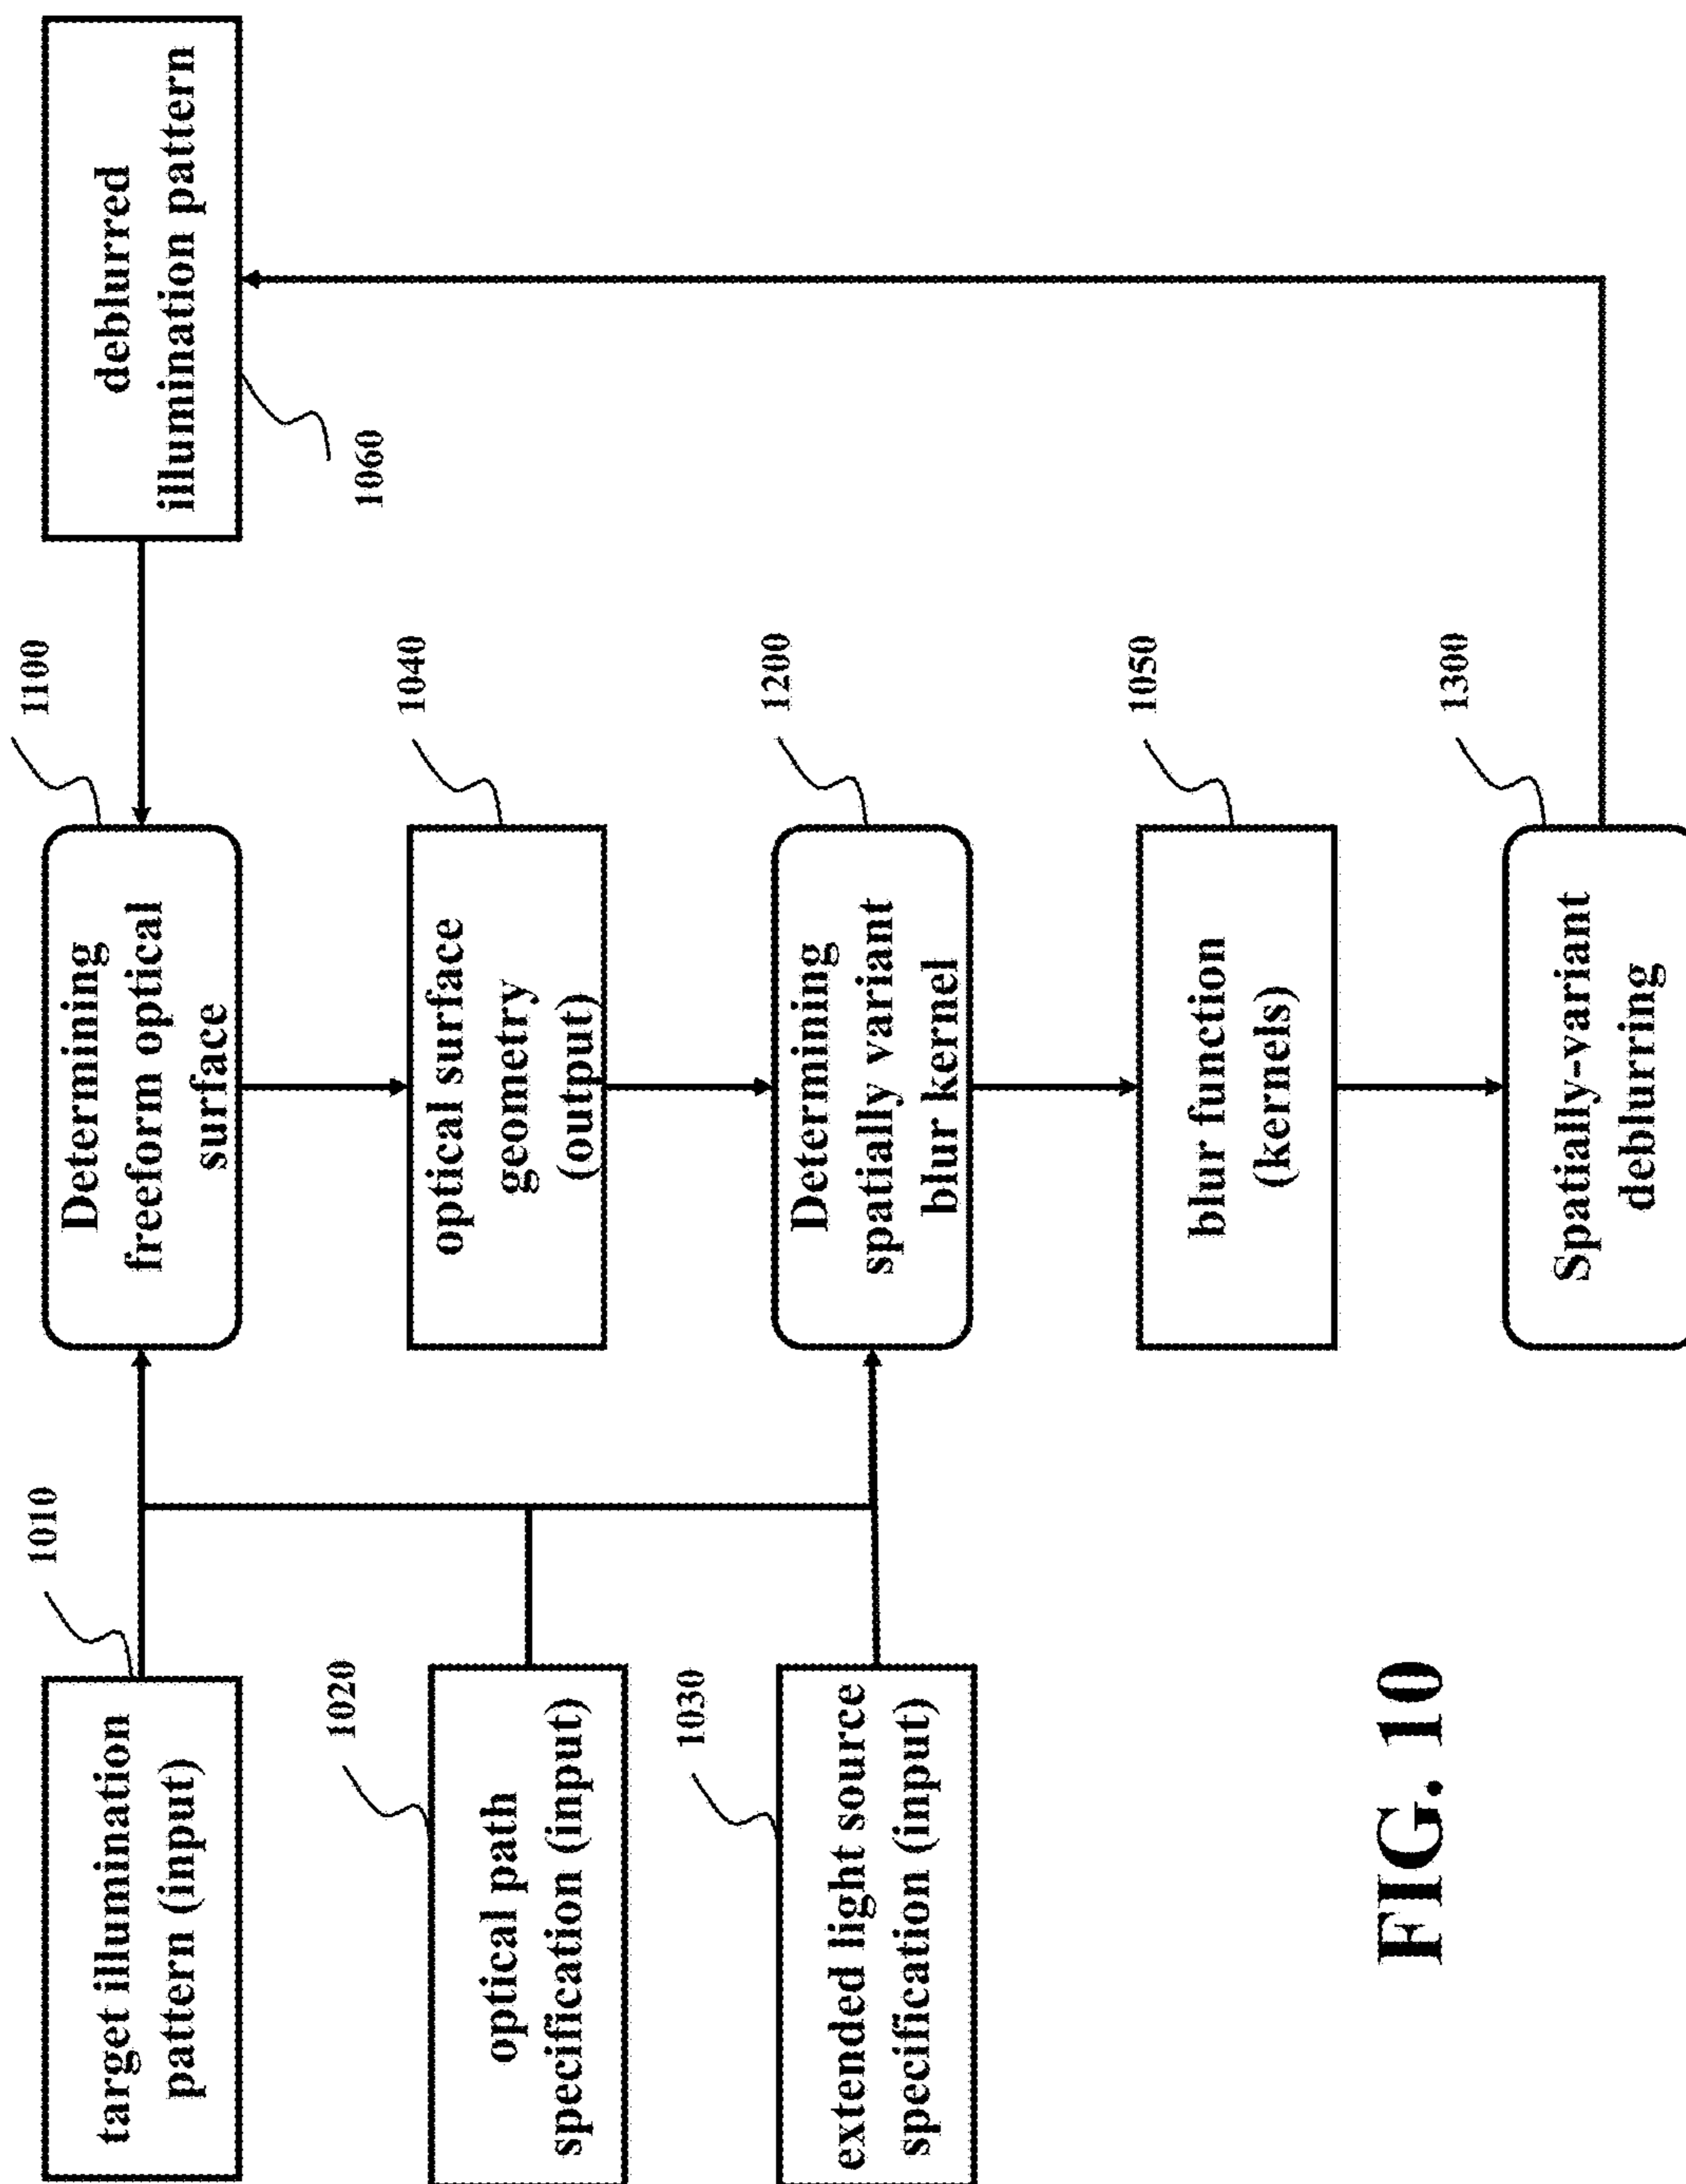 target illumination
pattern (input)
1010
optical path
specification (input)
1020
extended light source
specification (input)
1030
Determining
freeform optical
surface
1100
optical surface
geometry
(output)
1040
Determining
spatially variant
blur kernel
1200
blur function
(kernels)
1050
Spatially-variant
deblurring
1300
deblurred
illumination pattern
1060
FIG. 10